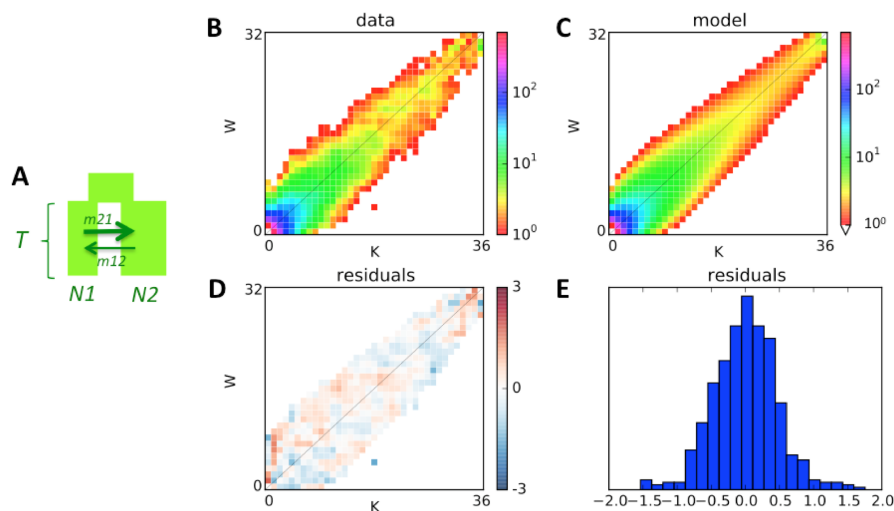 A
T
m21
m12
N1 N2
B
data
32
W
0
0 K 36
10²
10¹
10⁰
C
model
32
W
0
0 K 36
10²
10¹
10⁰
D
residuals
32
W
0
0 K 36
3
0
-3
E
residuals
−2.0 −1.5 −1.0 −0.5 0.0 0.5 1.0 1.5 2.0